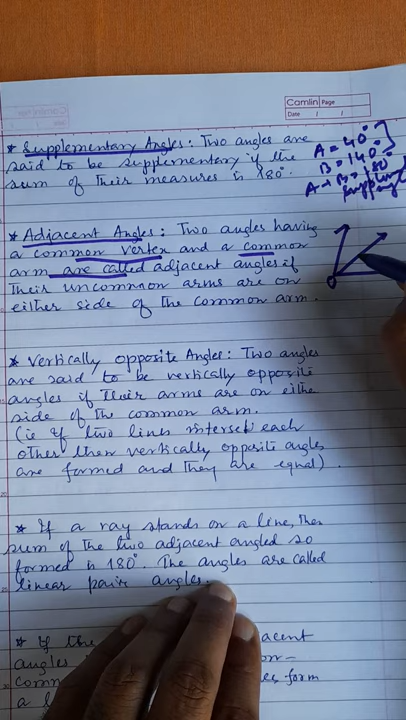 Camlin Page
Date / /
* Supplementary Angles: Two angles are
said to be supplementary if the
sum of their measures is 180°.
A = 40°
B = 140°
A + B = 180°
* Adjacent Angles: Two angles having
a common vertex and a common
arm are called adjacent angles if
their uncommon arms are on
either side of the common arm.
* Vertically opposite Angles: Two angles
are said to be vertically opposite
angles if their arms are on eithe
side of the common arm.
(ie if two lines intersect each
other then vertically opposite angles
are formed and they are equal).
* If a ray stands on a line, then
sum of the two adjacent angled so
formed is 180°. The angles are called
linear pair angles.
* If the acent
angles on-
comm es form
a l